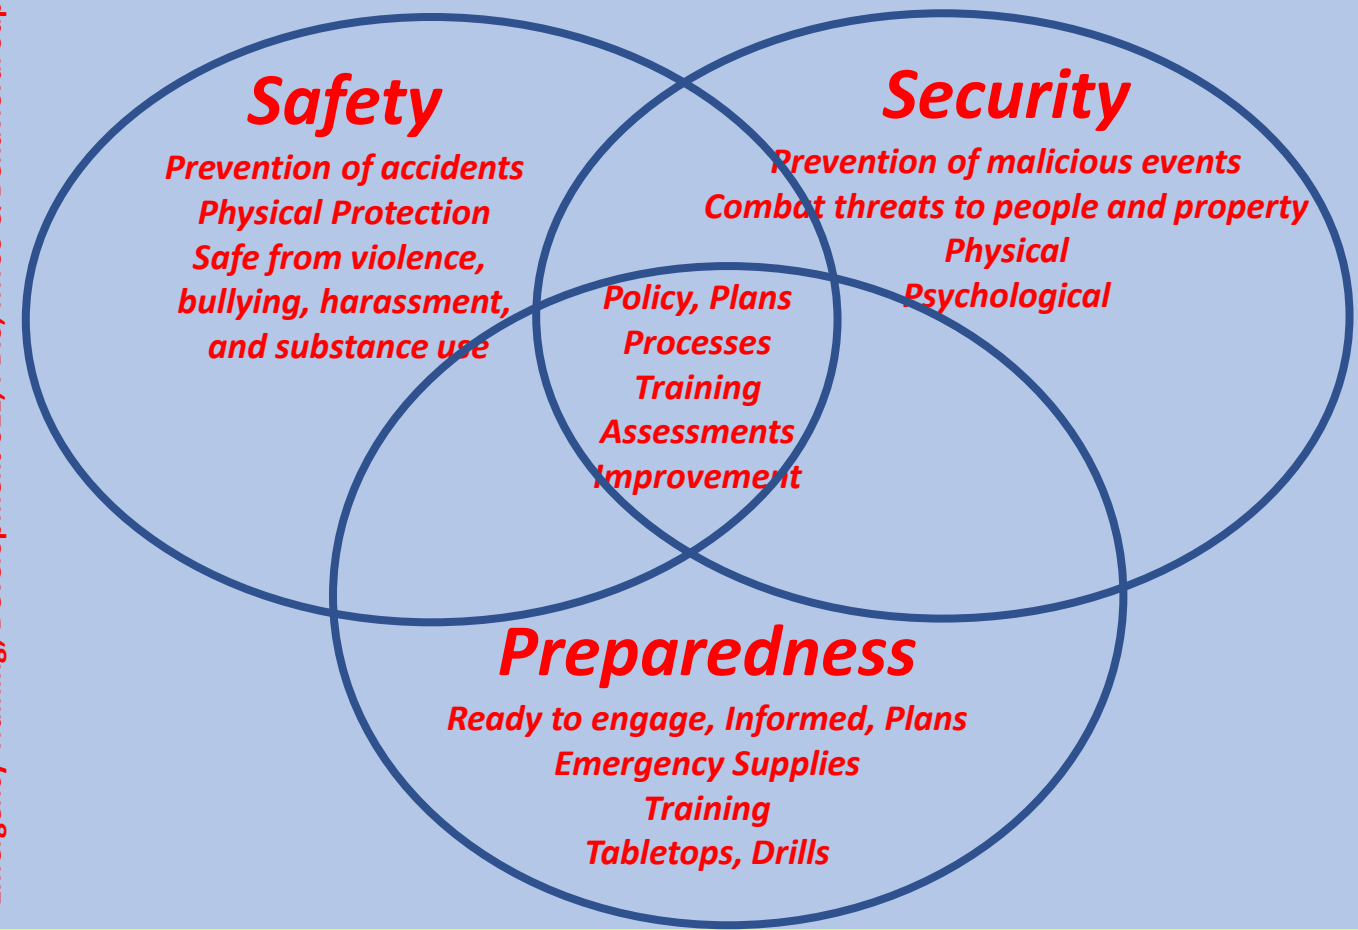 Safety
Prevention of accidents
Physical Protection
Safe from violence,
bullying, harassment,
and substance use
Security
Prevention of malicious events
Combat threats to people and property
Physical
Psychological
Policy, Plans
Processes
Training
Assessments
Improvement
Preparedness
Ready to engage, Informed, Plans
Emergency Supplies
Training
Tabletops, Drills